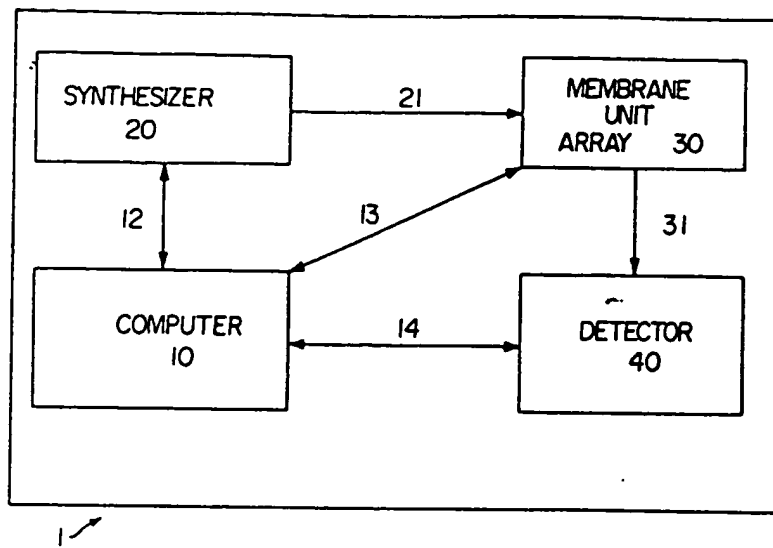 SYNTHESIZER
20
21
MEMBRANE
UNIT
ARRAY 30
12
13
31
COMPUTER
10
14
DETECTOR
40
1